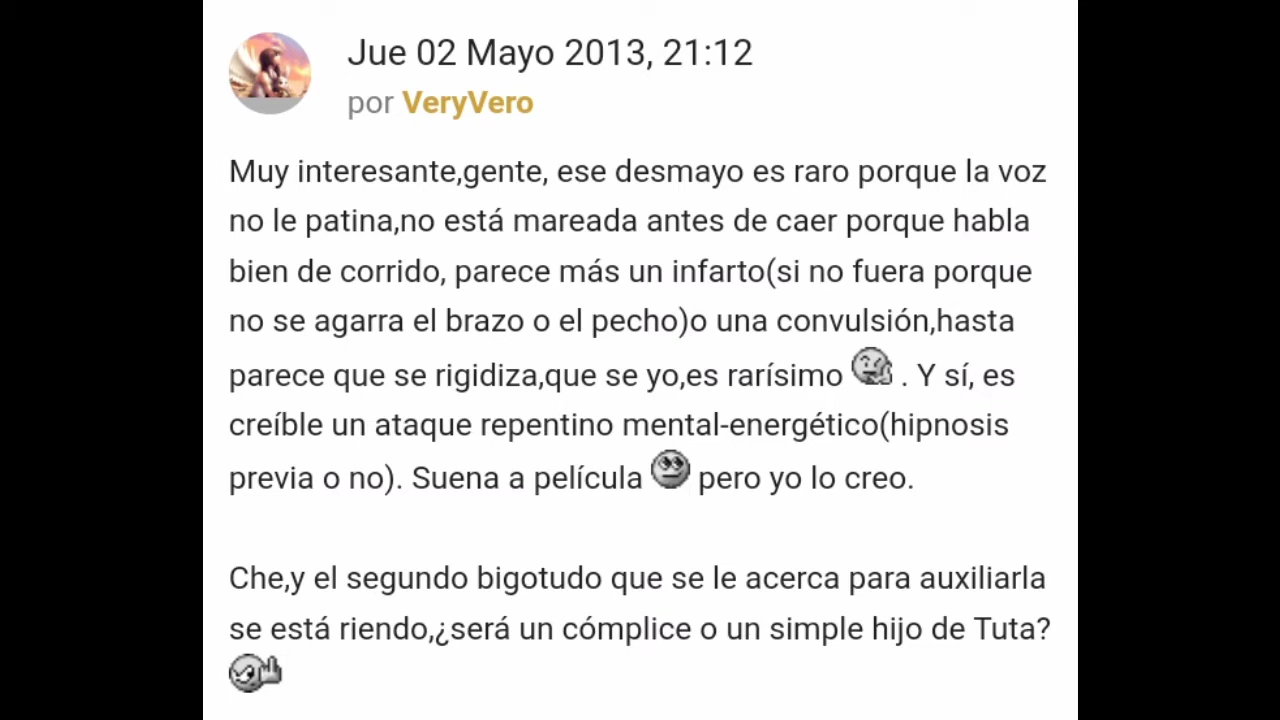 Jue 02 Mayo 2013, 21:12
por VeryVero
Muy interesante,gente, ese desmayo es raro porque la voz
no le patina,no está mareada antes de caer porque habla
bien de corrido, parece más un infarto(si no fuera porque
no se agarra el brazo o el pecho)o una convulsión,hasta
parece que se rigidiza,que se yo,es rarísimo . Y sí, es
creíble un ataque repentino mental-energético(hipnosis
previa o no). Suena a película pero yo lo creo.
Che,y el segundo bigotudo que se le acerca para auxiliarla
se está riendo,¿será un cómplice o un simple hijo de Tuta?